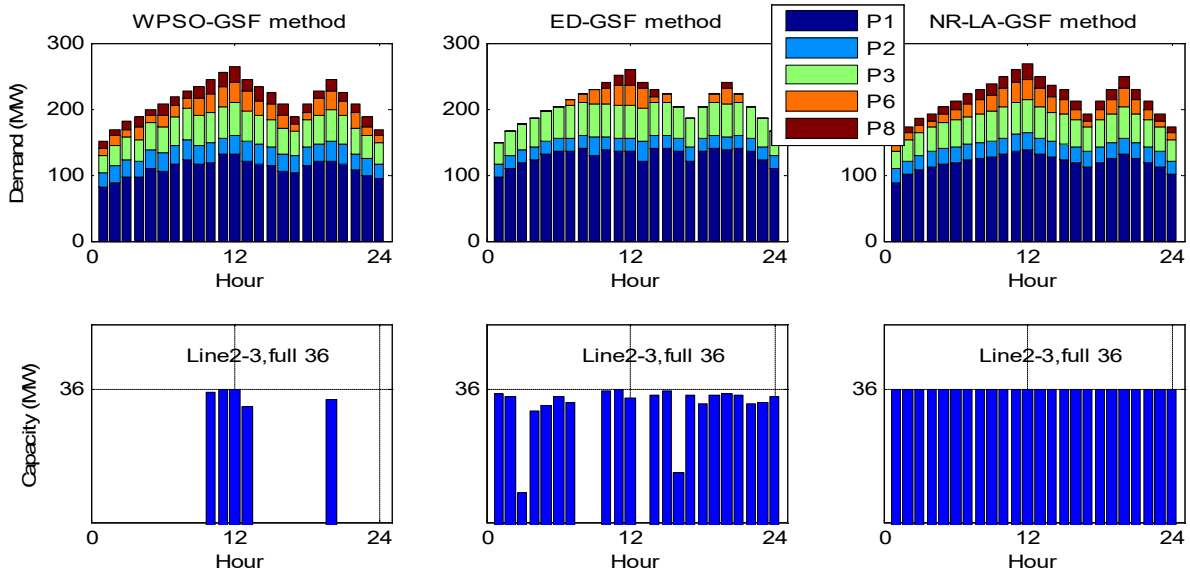 WPSO-GSF method
ED-GSF method
NR-LA-GSF method
P1
P2
P3
P6
P8
Demand (MW)
300
200
100
0
0
12
24
Hour
300
200
100
0
0
12
24
Hour
300
200
100
0
0
12
24
Hour
Capacity (MW)
36
Line2-3,full 36
0
12
24
Hour
36
Line2-3,full 36
0
12
24
Hour
36
Line2-3,full 36
0
12
24
Hour